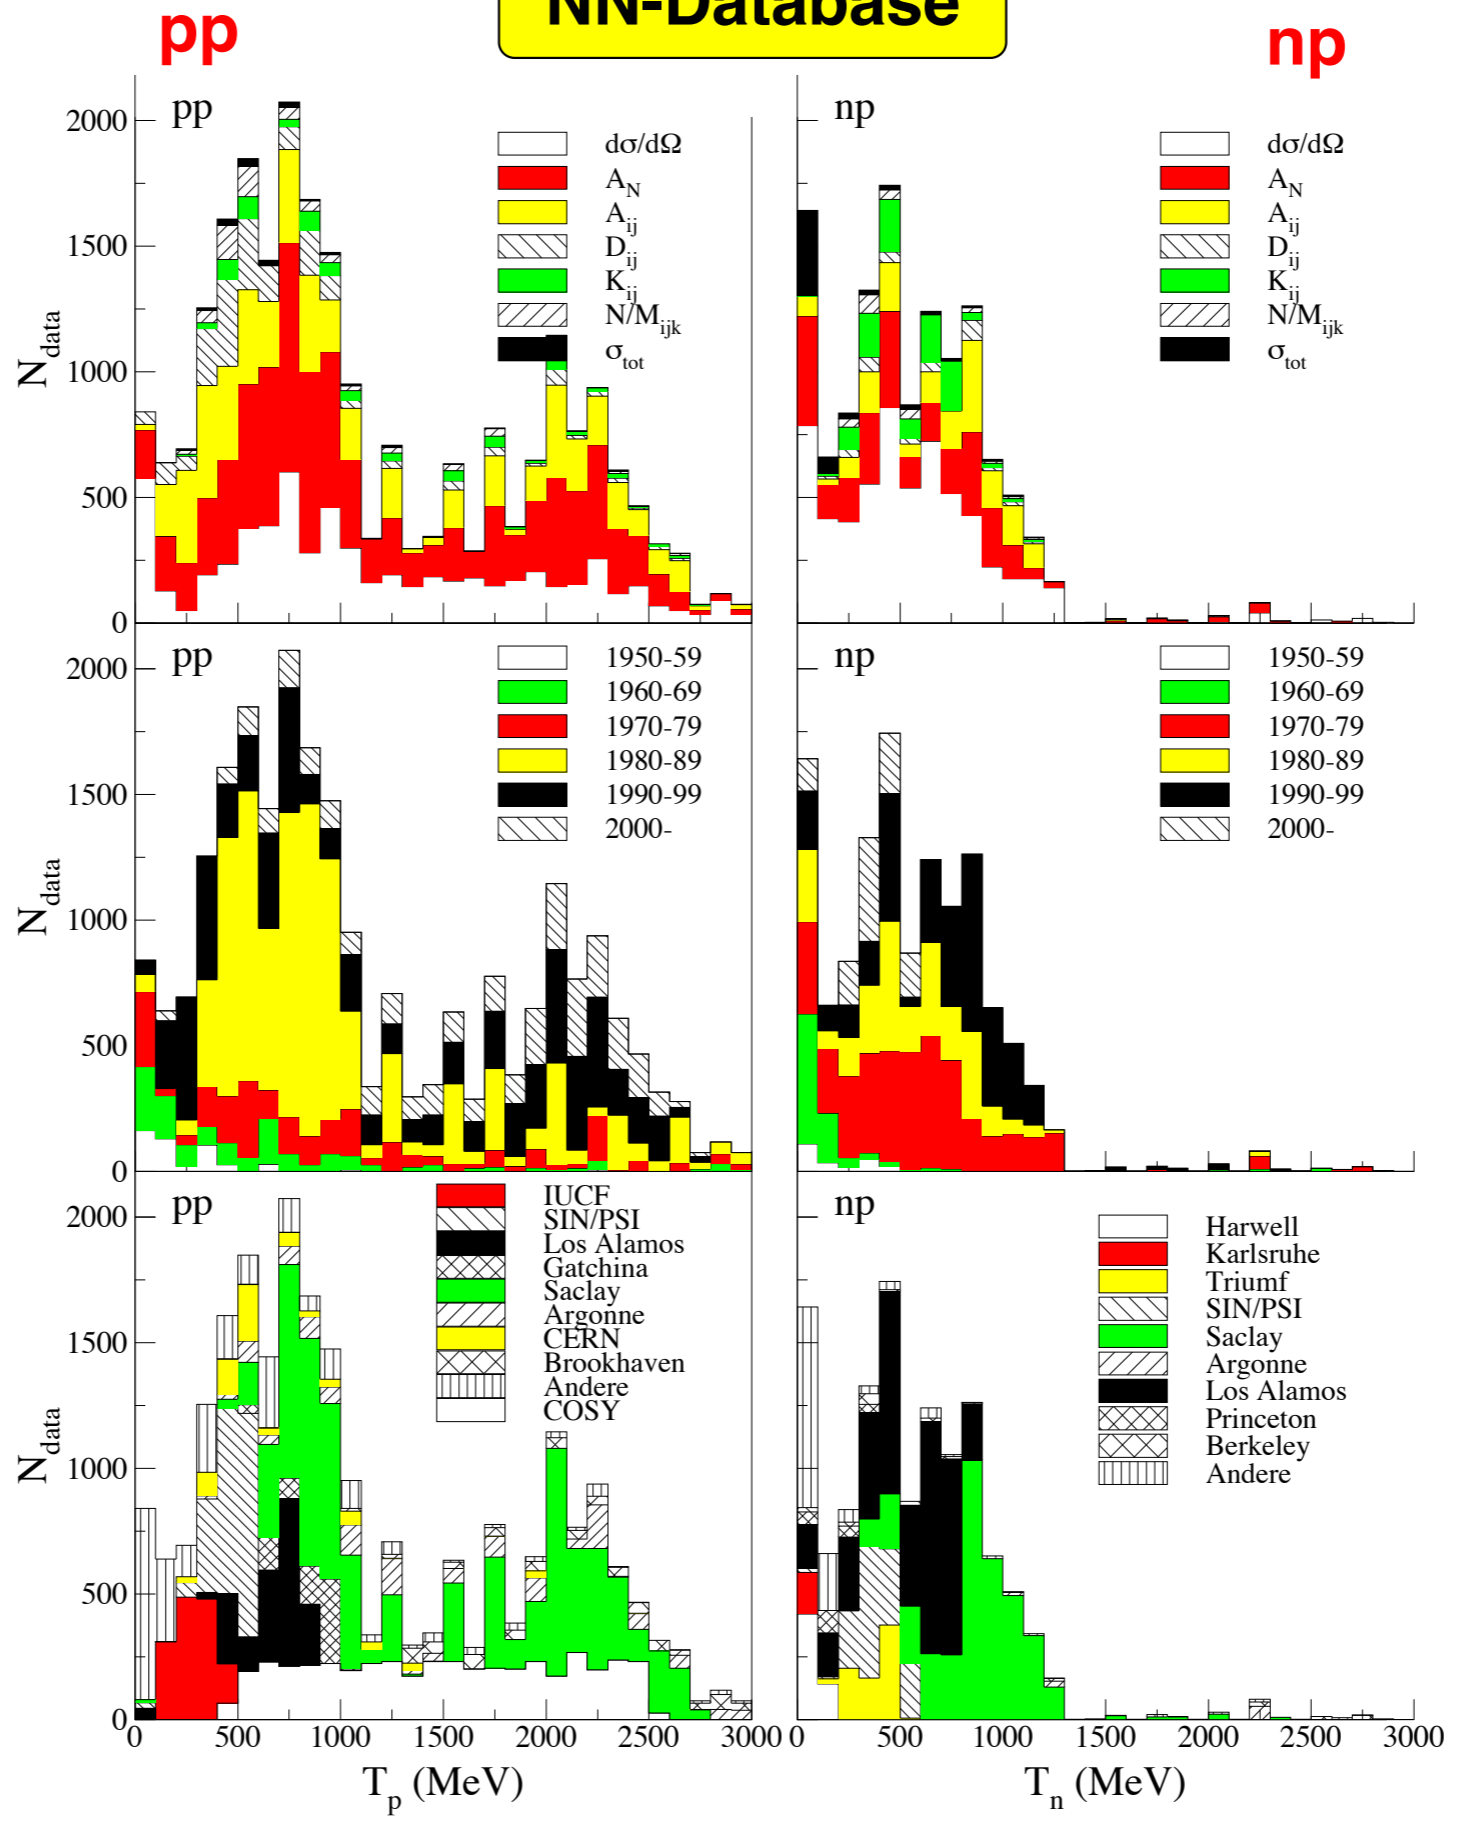 NN-Database
pp
np
pp
2000
1500
1000
500
0
N_data
dσ/dΩ
A_N
A_ij
D_ij
K_ij
N/M_ijk
σ_tot
np
dσ/dΩ
A_N
A_ij
D_ij
K_ij
N/M_ijk
σ_tot
pp
2000
1500
1000
500
0
N_data
1950-59
1960-69
1970-79
1980-89
1990-99
2000-
np
1950-59
1960-69
1970-79
1980-89
1990-99
2000-
pp
2000
1500
1000
500
0
N_data
IUCF
SIN/PSI
Los Alamos
Gatchina
Saclay
Argonne
CERN
Brookhaven
Andere
COSY
np
Harwell
Karlsruhe
Triumf
SIN/PSI
Saclay
Argonne
Los Alamos
Princeton
Berkeley
Andere
0 500 1000 1500 2000 2500 3000
T_p (MeV)
0 500 1000 1500 2000 2500 3000
T_n (MeV)